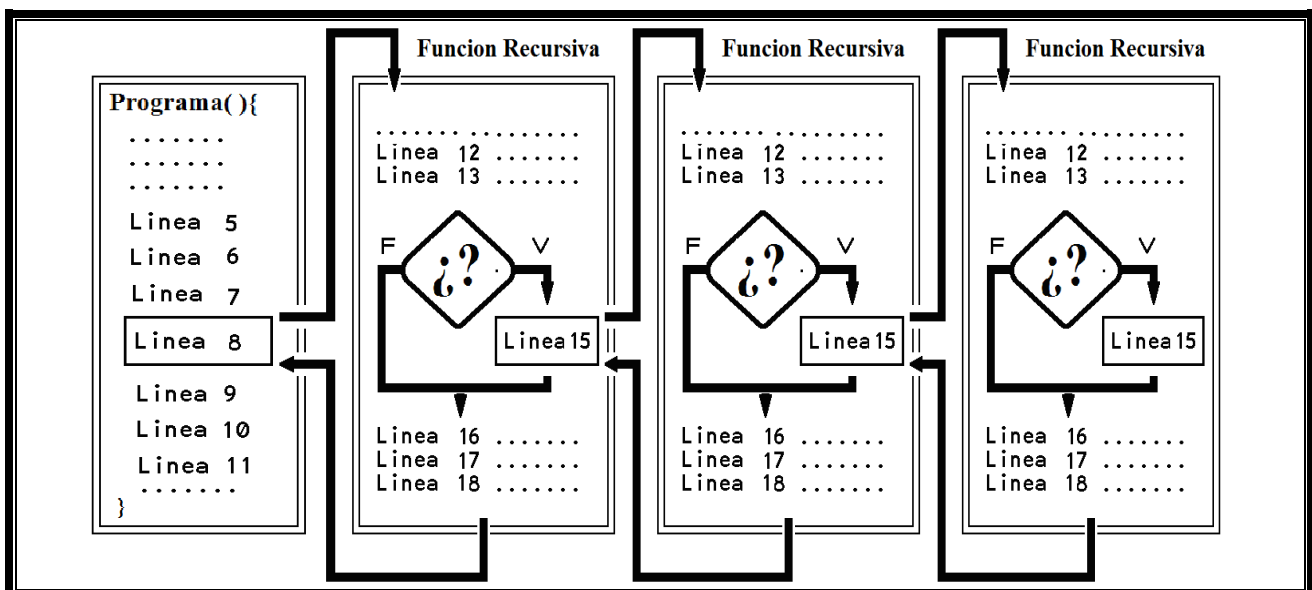 Funcion Recursiva
Funcion Recursiva
Funcion Recursiva
Programa( ){
. . . . . . .
. . . . . . .
. . . . . . .
Linea 5
Linea 6
Linea 7
Linea 8
Linea 9
Linea 10
Linea 11
. . . . . . .
}
. . . . . . . . . . . . . . . .
Linea 12 . . . . . . .
Linea 13 . . . . . . .
F
¿?
V
Linea 15
Linea 16 . . . . . . .
Linea 17 . . . . . . .
Linea 18 . . . . . . .
. . . . . . . . . . . . . . . .
Linea 12 . . . . . . .
Linea 13 . . . . . . .
F
¿?
V
Linea 15
Linea 16 . . . . . . .
Linea 17 . . . . . . .
Linea 18 . . . . . . .
. . . . . . . . . . . . . . . .
Linea 12 . . . . . . .
Linea 13 . . . . . . .
F
¿?
V
Linea 15
Linea 16 . . . . . . .
Linea 17 . . . . . . .
Linea 18 . . . . . . .